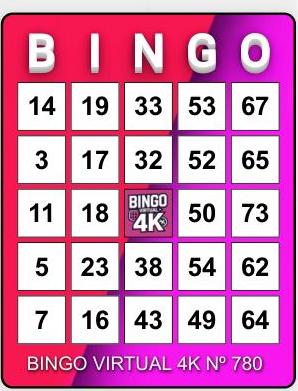 B I N G O
14 19 33 53 67
3 17 32 52 65
11 18 BINGO VIRTUAL 4K 50 73
5 23 38 54 62
7 16 43 49 64
BINGO VIRTUAL 4K Nº 780